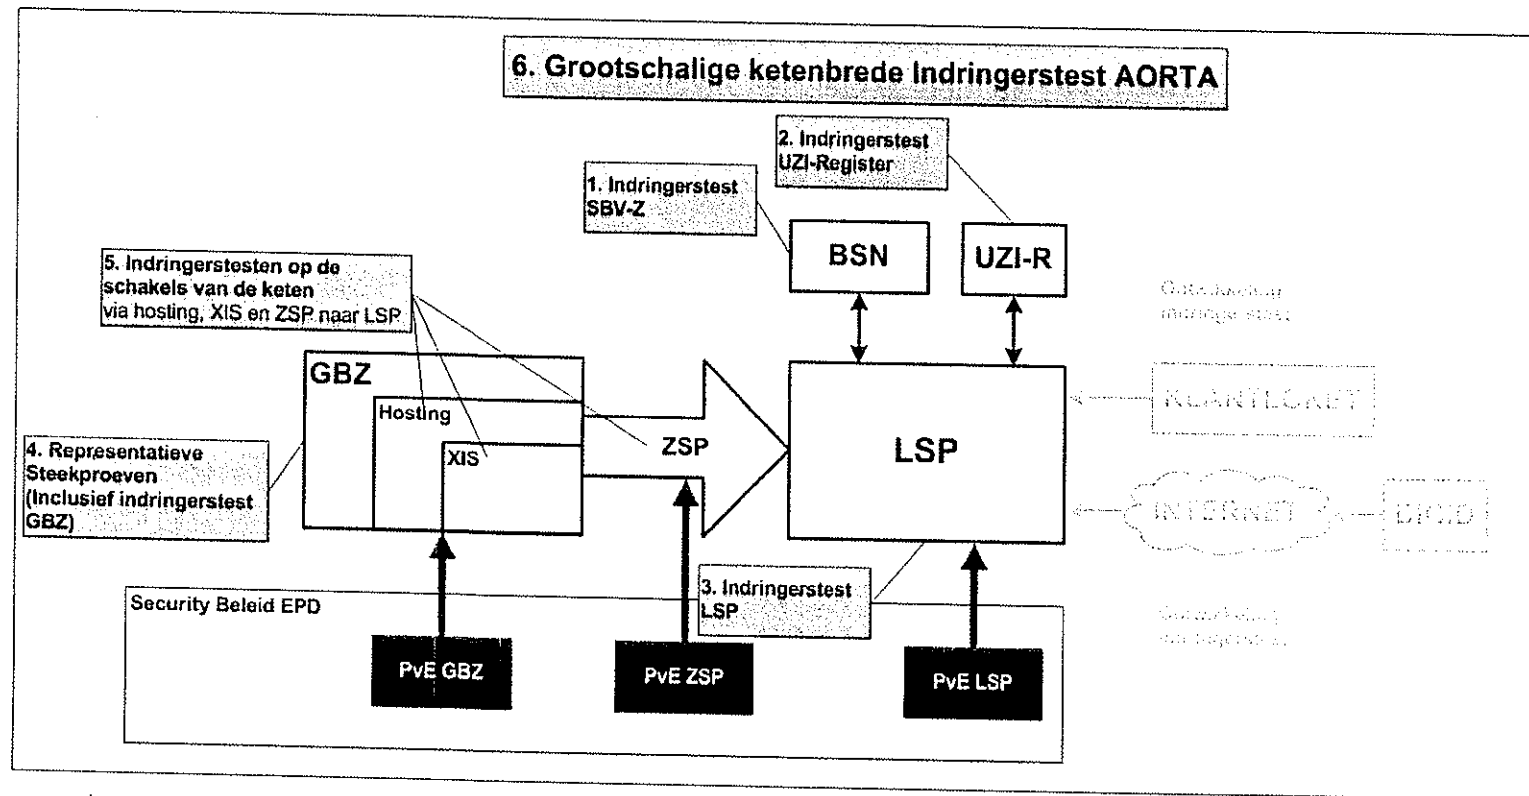 6. Grootschalige ketenbrede Indringerstest AORTA
2. Indringerstest
UZI-Register
1. Indringerstest
SBV-Z
BSN
UZI-R
5. Indringerstesten op de
schakels van de keten
via hosting, XIS en ZSP naar LSP
GBZ
Hosting
XIS
ZSP
LSP
KLANTLOKET
INTERNET
DIGID
4. Representatieve
Steekproeven
(Inclusief indringerstest
GBZ)
3. Indringerstest
LSP
Security Beleid EPD
PvE GBZ
PvE ZSP
PvE LSP